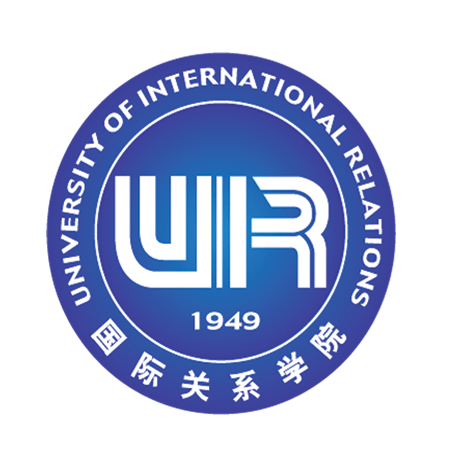 UNIVERSITY OF INTERNATIONAL RELATIONS
UIR
1949
国际关系学院